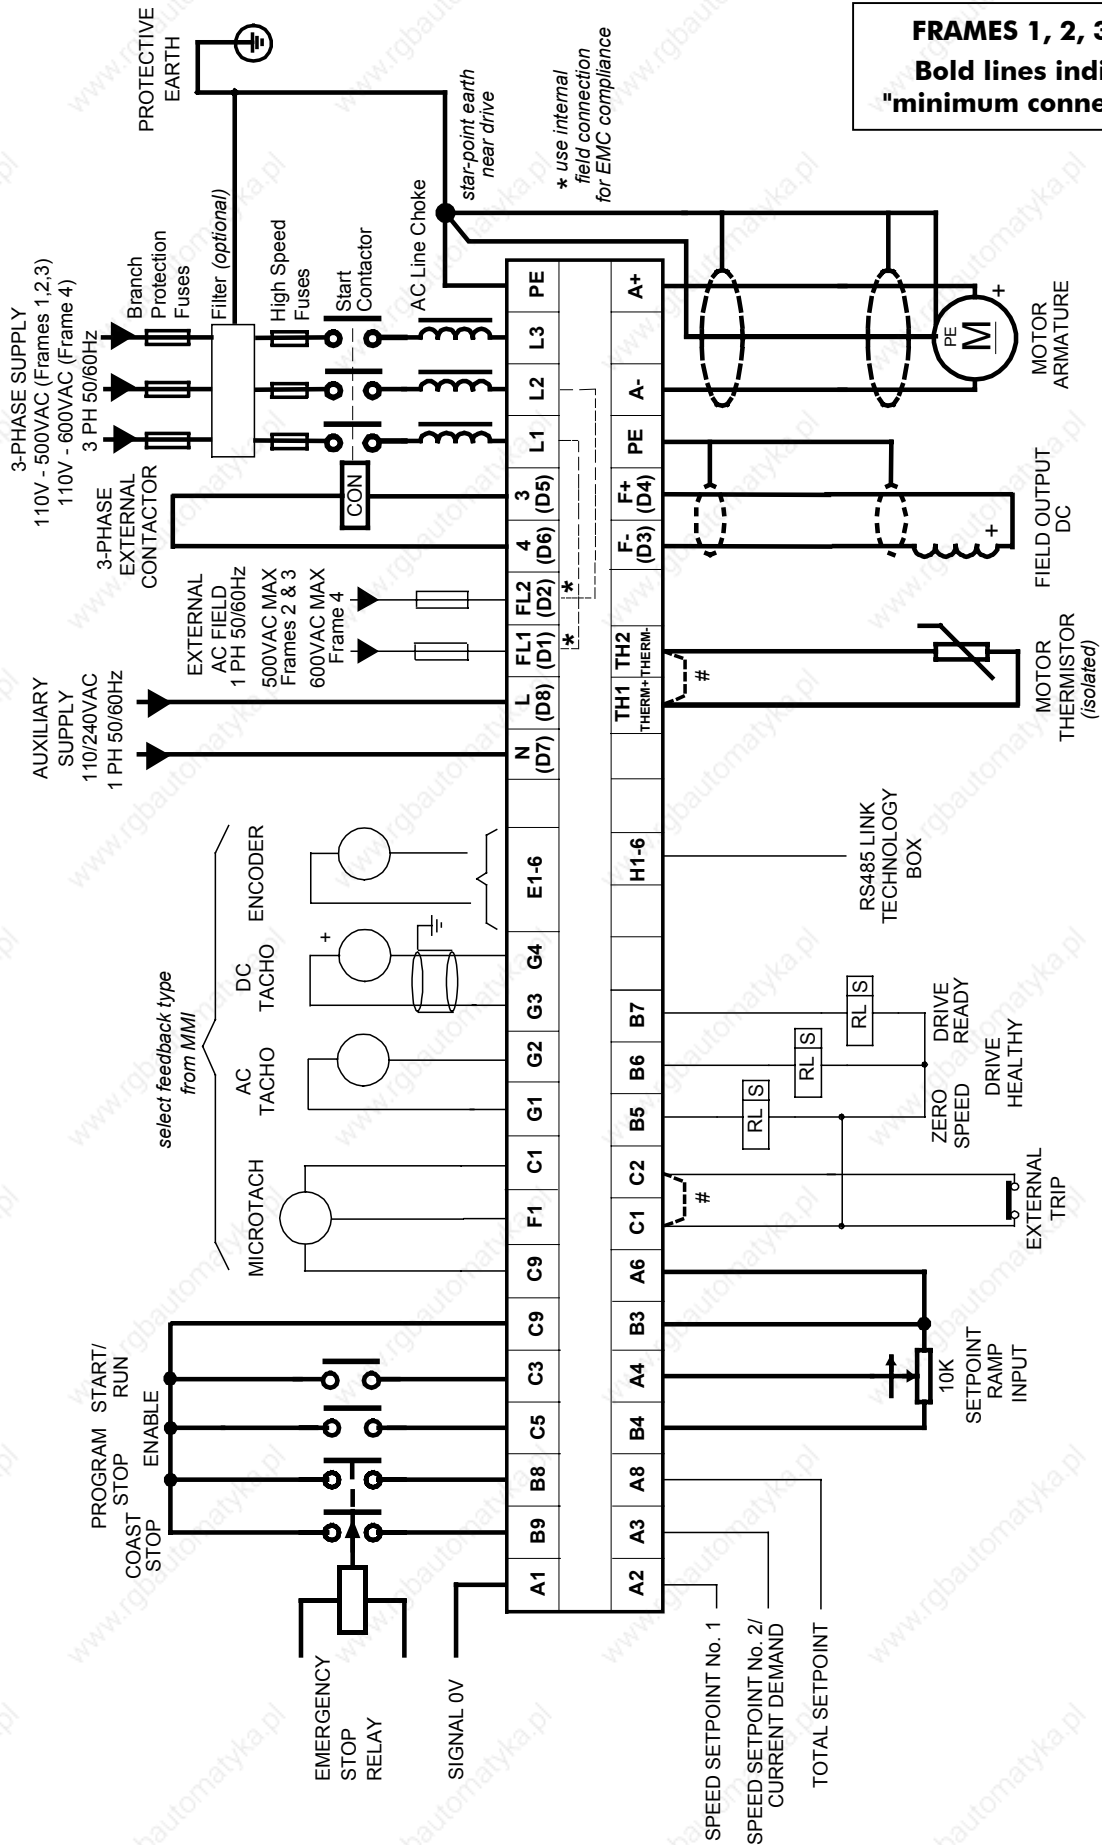 FRAMES 1, 2, 3
Bold lines indi
"minimum conne
PROTECTIVE
EARTH
3-PHASE SUPPLY
110V - 500VAC (Frames 1,2,3)
110V - 600VAC (Frame 4)
3 PH 50/60Hz
Branch
Protection
Fuses
Filter (optional)
High Speed
Fuses
Start
Contactor
AC Line Choke
star-point earth
near drive
* use internal
field connection
for EMC compliance
3-PHASE
EXTERNAL
CONTACTOR
CON
EXTERNAL
AC FIELD
1 PH 50/60Hz
500VAC MAX
Frames 2 & 3
600VAC MAX
Frame 4
*
*
AUXILIARY
SUPPLY
110/240VAC
1 PH 50/60Hz
select feedback type
from MMI
ENCODER
DC
TACHO
+
AC
TACHO
MICROTACH
START/
RUN
ENABLE
PROGRAM
STOP
COAST
STOP
EMERGENCY
STOP
RELAY
SIGNAL 0V
A1
B9
B8
C5
C3
C9
C9
F1
C1
G1
G2
G3
G4
E1-6
N
(D7)
L
(D8)
FL1
(D1)
FL2
(D2)
4
(D6)
3
(D5)
L1
L2
L3
PE
A2
A3
A8
B4
A4
B3
A6
C1
C2
B5
B6
B7
H1-6
TH1
THERM+
TH2
THERM-
F-
(D3)
F+
(D4)
PE
A-
A+
SPEED SETPOINT No. 1
SPEED SETPOINT No. 2/
CURRENT DEMAND
TOTAL SETPOINT
10K
SETPOINT
RAMP
INPUT
#
EXTERNAL
TRIP
RL S
RL S
RL S
ZERO
SPEED
DRIVE
HEALTHY
DRIVE
READY
RS485 LINK
TECHNOLOGY
BOX
#
MOTOR
THERMISTOR
(isolated)
+
FIELD OUTPUT
DC
PE
M
+
MOTOR
ARMATURE
www.rgbautomatyka.pl